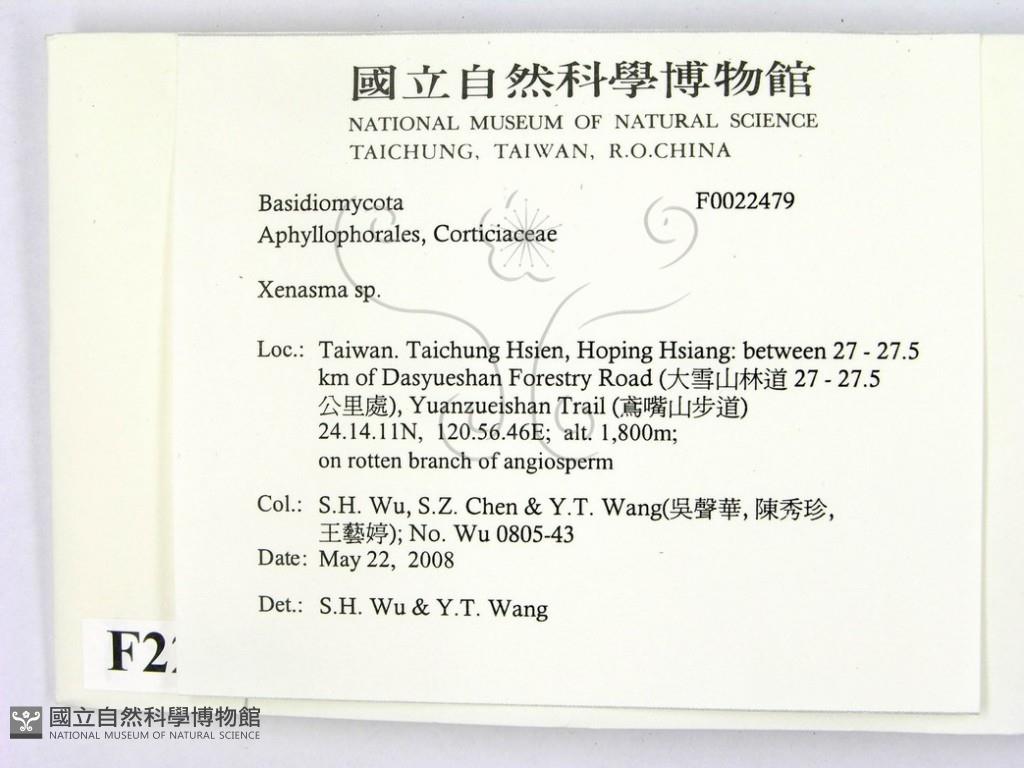 國立自然科學博物館
NATIONAL MUSEUM OF NATURAL SCIENCE
TAICHUNG, TAIWAN, R.O.CHINA
Basidiomycota F0022479
Aphyllophorales, Corticiaceae
Xenasma sp.
Loc.: Taiwan. Taichung Hsien, Hoping Hsiang: between 27 - 27.5
km of Dasyueshan Forestry Road (大雪山林道 27 - 27.5
公里處), Yuanzueishan Trail (鳶嘴山步道)
24.14.11N, 120.56.46E; alt. 1,800m;
on rotten branch of angiosperm
Col.: S.H. Wu, S.Z. Chen & Y.T. Wang(吳聲華, 陳秀珍,
王藝婷); No. Wu 0805-43
Date: May 22, 2008
Det.: S.H. Wu & Y.T. Wang
F2
國立自然科學博物館
NATIONAL MUSEUM OF NATURAL SCIENCE